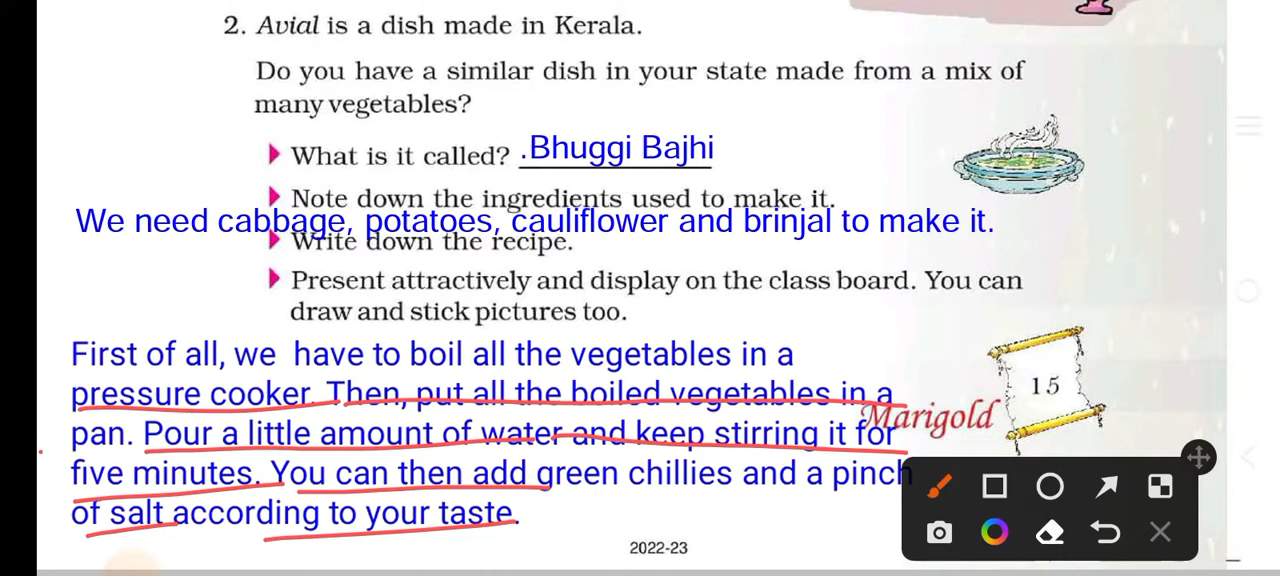 2. Avial is a dish made in Kerala.
Do you have a similar dish in your state made from a mix of
many vegetables?
What is it called? .Bhuggi Bajhi
Note down the ingredients used to make it.
We need cabbage, potatoes, cauliflower and brinjal to make it.
Write down the recipe.
Present attractively and display on the class board. You can
draw and stick pictures too.
First of all, we have to boil all the vegetables in a
pressure cooker. Then, put all the boiled vegetables in a
pan. Pour a little amount of water and keep stirring it for
five minutes. You can then add green chillies and a pinch
of salt according to your taste.
15
Marigold
2022-23